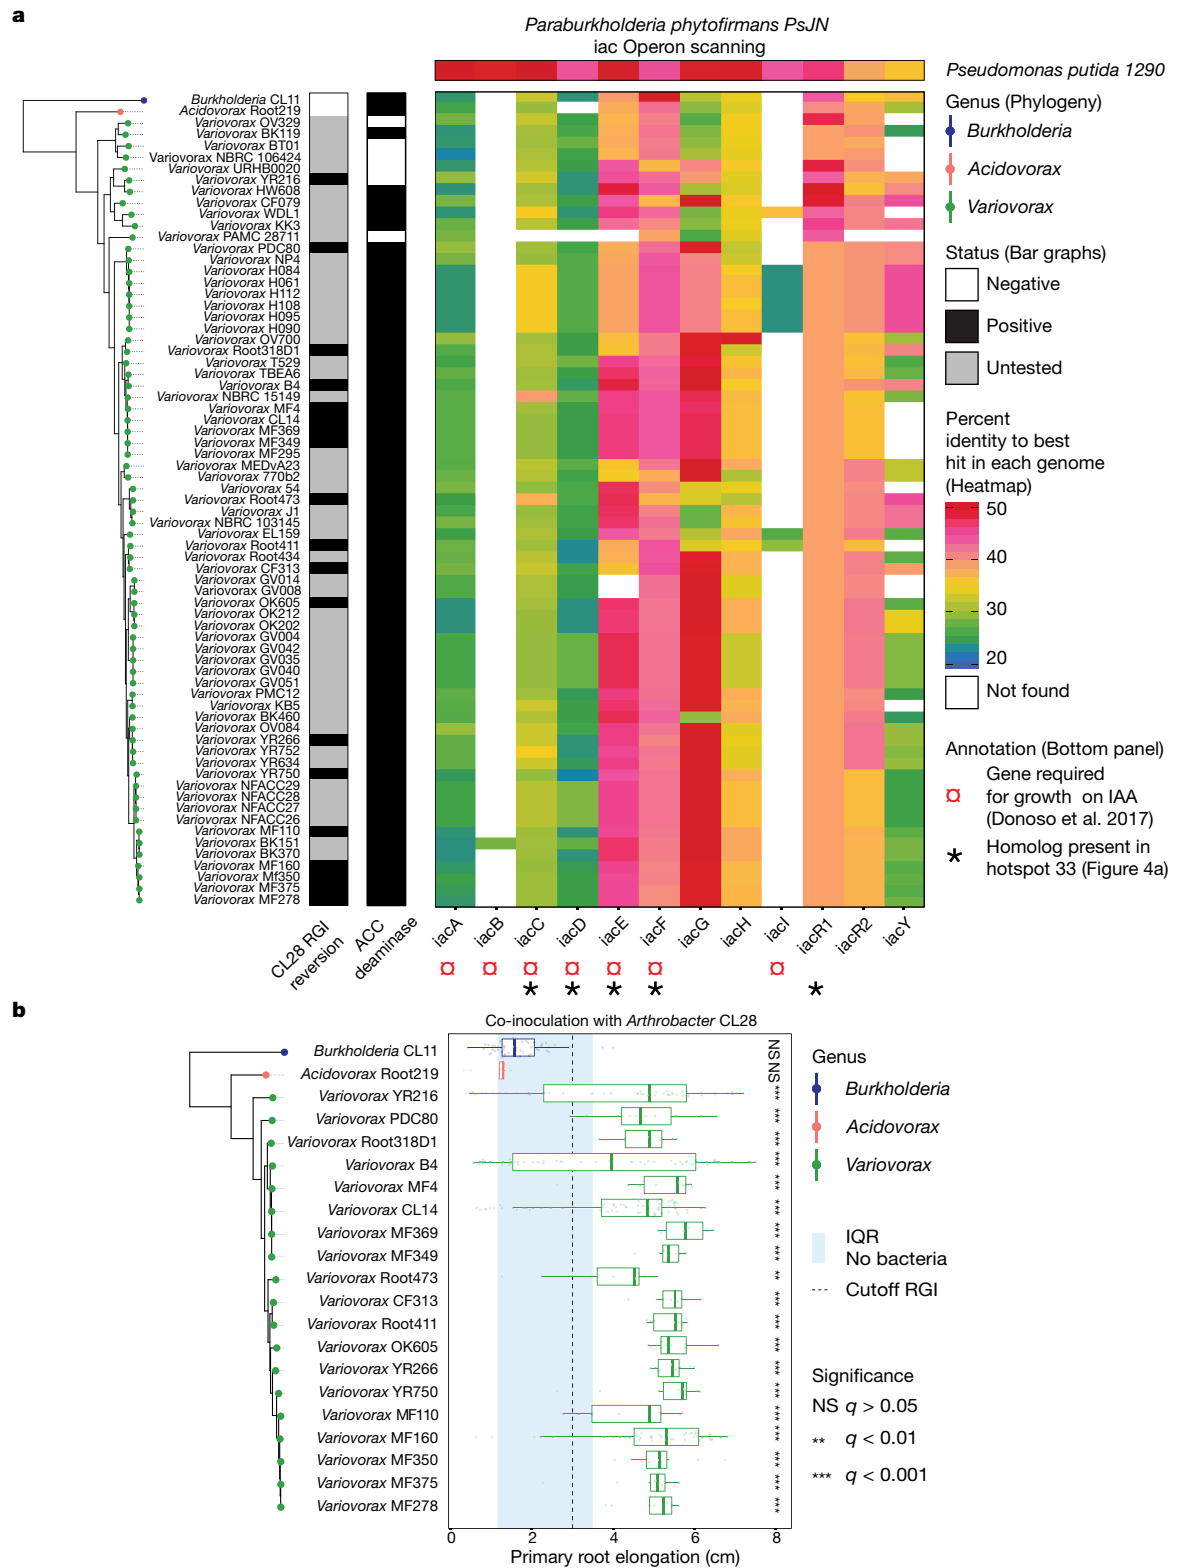 a
Paraburkholderia phytofirmans PsJN
iac Operon scanning
Pseudomonas putida 1290
Burkholderia CL11
Acidovorax Root219
Variovorax OV329
Variovorax BK119
Variovorax BT01
Variovorax NBRC 106424
Variovorax URHB0020
Variovorax YR216
Variovorax HW608
Variovorax CF079
Variovorax WDL1
Variovorax KK3
Variovorax PAMC 28711
Variovorax PDC80
Variovorax NP4
Variovorax H084
Variovorax H061
Variovorax H112
Variovorax H108
Variovorax H095
Variovorax H090
Variovorax OV700
Variovorax Root318D1
Variovorax T529
Variovorax TBEA6
Variovorax B4
Variovorax NBRC 15149
Variovorax MF4
Variovorax CL14
Variovorax MF369
Variovorax MF349
Variovorax MF295
Variovorax MEDvA23
Variovorax 770b2
Variovorax 54
Variovorax Root473
Variovorax J1
Variovorax NBRC 103145
Variovorax EL159
Variovorax Root411
Variovorax Root434
Variovorax CF313
Variovorax GV014
Variovorax GV008
Variovorax OK605
Variovorax OK212
Variovorax OK202
Variovorax GV004
Variovorax GV042
Variovorax GV035
Variovorax GV040
Variovorax GV051
Variovorax PMC12
Variovorax KB5
Variovorax BK460
Variovorax OV084
Variovorax YR266
Variovorax YR752
Variovorax YR634
Variovorax YR750
Variovorax NFACC29
Variovorax NFACC28
Variovorax NFACC27
Variovorax NFACC26
Variovorax MF110
Variovorax BK151
Variovorax BK370
Variovorax MF160
Variovorax Mf350
Variovorax MF375
Variovorax MF278
CL28 RGI
reversion
ACC
deaminase
iacA
iacB
iacC
iacD
iacE
iacF
iacG
iacH
iacI
iacR1
iacR2
iacY
* * * * *
Genus (Phylogeny)
Burkholderia
Acidovorax
Variovorax
Status (Bar graphs)
Negative
Positive
Untested
Percent
identity to best
hit in each genome
(Heatmap)
50
40
30
20
Not found
Annotation (Bottom panel)
Gene required
for growth on IAA
(Donoso et al. 2017)
* Homolog present in
hotspot 33 (Figure 4a)
b
Co-inoculation with Arthrobacter CL28
Burkholderia CL11 NS
Acidovorax Root219 NS
Variovorax YR216 ***
Variovorax PDC80 ***
Variovorax Root318D1 ***
Variovorax B4 ***
Variovorax MF4 ***
Variovorax CL14 ***
Variovorax MF369 ***
Variovorax MF349 ***
Variovorax Root473 **
Variovorax CF313 ***
Variovorax Root411 ***
Variovorax OK605 ***
Variovorax YR266 ***
Variovorax YR750 ***
Variovorax MF110 ***
Variovorax MF160 ***
Variovorax MF350 ***
Variovorax MF375 ***
Variovorax MF278 ***
0 2 4 6 8
Primary root elongation (cm)
Genus
Burkholderia
Acidovorax
Variovorax
IQR
No bacteria
Cutoff RGI
Significance
NS q > 0.05
** q < 0.01
*** q < 0.001